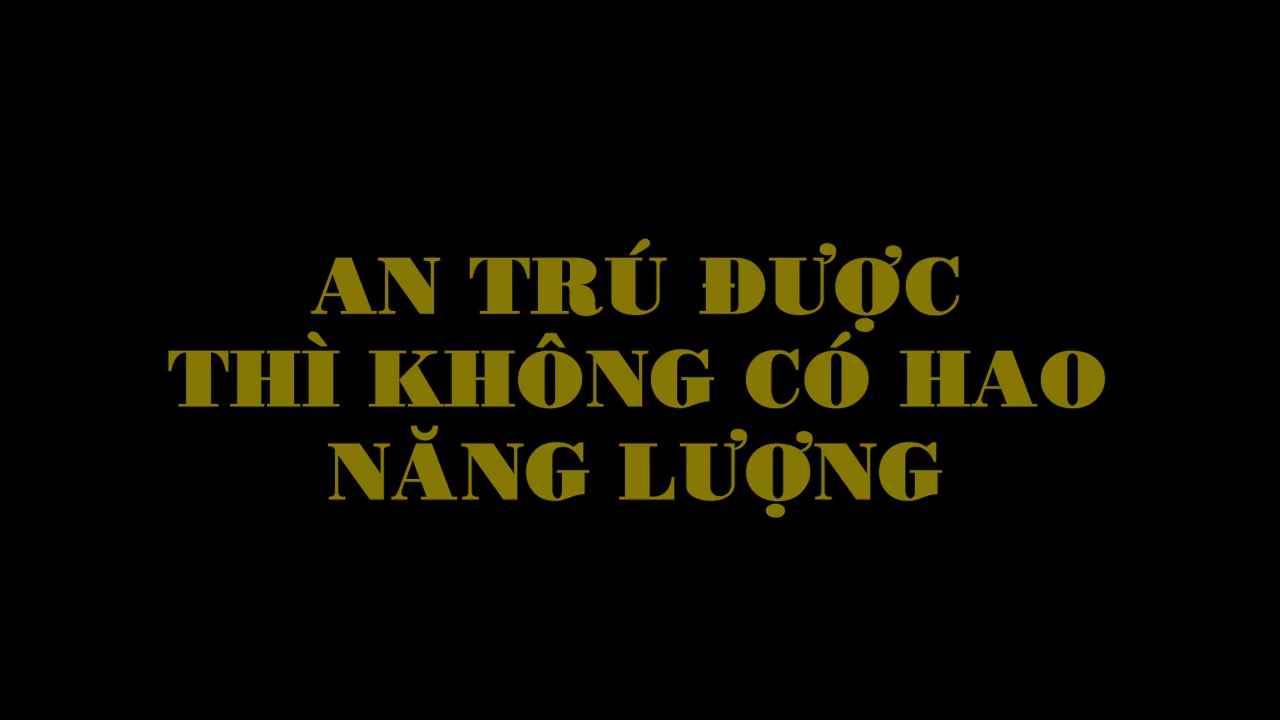 AN TRÚ ĐƯỢC
THÌ KHÔNG CÓ HAO
NĂNG LƯỢNG